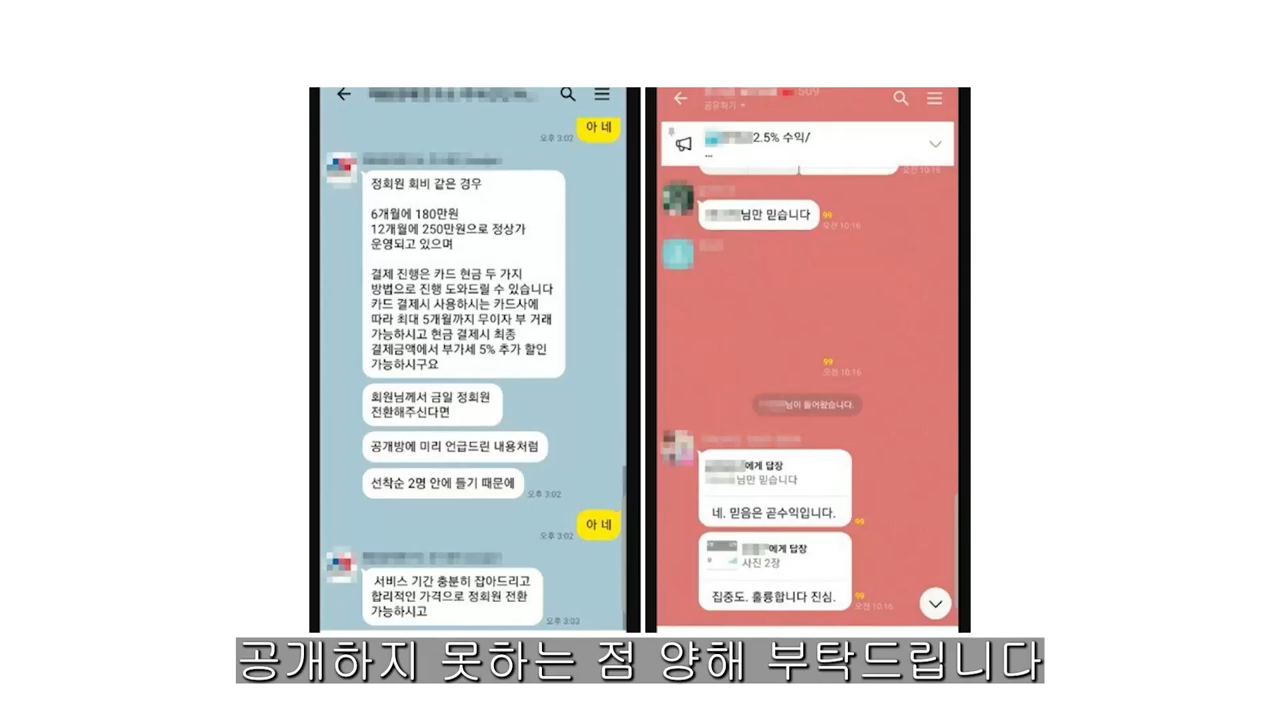 아 네
오후 3:02
정회원 회비 같은 경우
6개월에 180만원
12개월에 250만원으로 정상가
운영되고 있으며
결제 진행은 카드 현금 두 가지
방법으로 진행 도와드릴 수 있습니다
카드 결제시 사용하시는 카드사에
따라 최대 5개월까지 무이자 부 거래
가능하시고 현금 결제시 최종
결제금액에서 부가세 5% 추가 할인
가능하시구요
회원님께서 금일 정회원
전환해주신다면
공개방에 미리 언급드린 내용처럼
선착순 2명 안에 들기 때문에
오후 3:02
아 네
오후 3:02
서비스 기간 충분히 잡아드리고
합리적인 가격으로 정회원 전환
가능하시고
오후 3:03
509
공유하기
2.5% 수익/
...
오전 10:16
님만 믿습니다
99
오전 10:16
99
오전 10:16
님이 들어왔습니다.
에게 답장
님만 믿습니다
네. 믿음은 곧수익입니다.
99
에게 답장
사진 2장
집중도. 훌륭합니다 진심.
99
오전 10:16
공개하지 못하는 점 양해 부탁드립니다